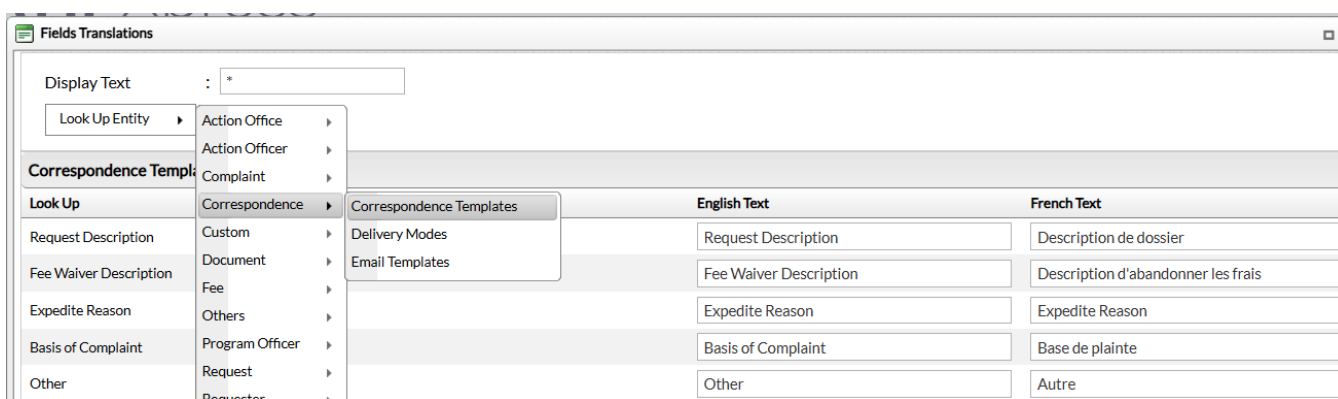 Fields Translations
Display Text : *
Look Up Entity
Action Office
Action Officer
Complaint
Correspondence
Custom
Document
Fee
Others
Program Officer
Request
Requester
Correspondence Templates
Delivery Modes
Email Templates
Look Up English Text French Text
Request Description Request Description Description de dossier
Fee Waiver Description Fee Waiver Description Description d'abandonner les frais
Expedite Reason Expedite Reason Expedite Reason
Basis of Complaint Basis of Complaint Base de plainte
Other Other Autre